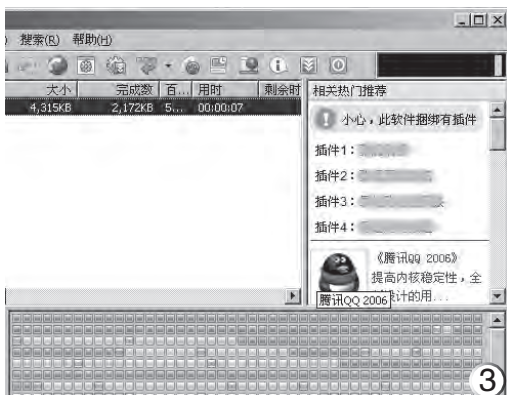 ) 搜索(R) 帮助(H)
大小 完成数 百... 用时 剩余时
4,315KB 2,172KB 5... 00:00:07
相关热门推荐
小心，此软件捆绑有插件
插件1：
插件2：
插件3：
插件4：
《腾讯QQ 2006》
提高内核稳定性，全
设计的用...
腾讯QQ 2006
③